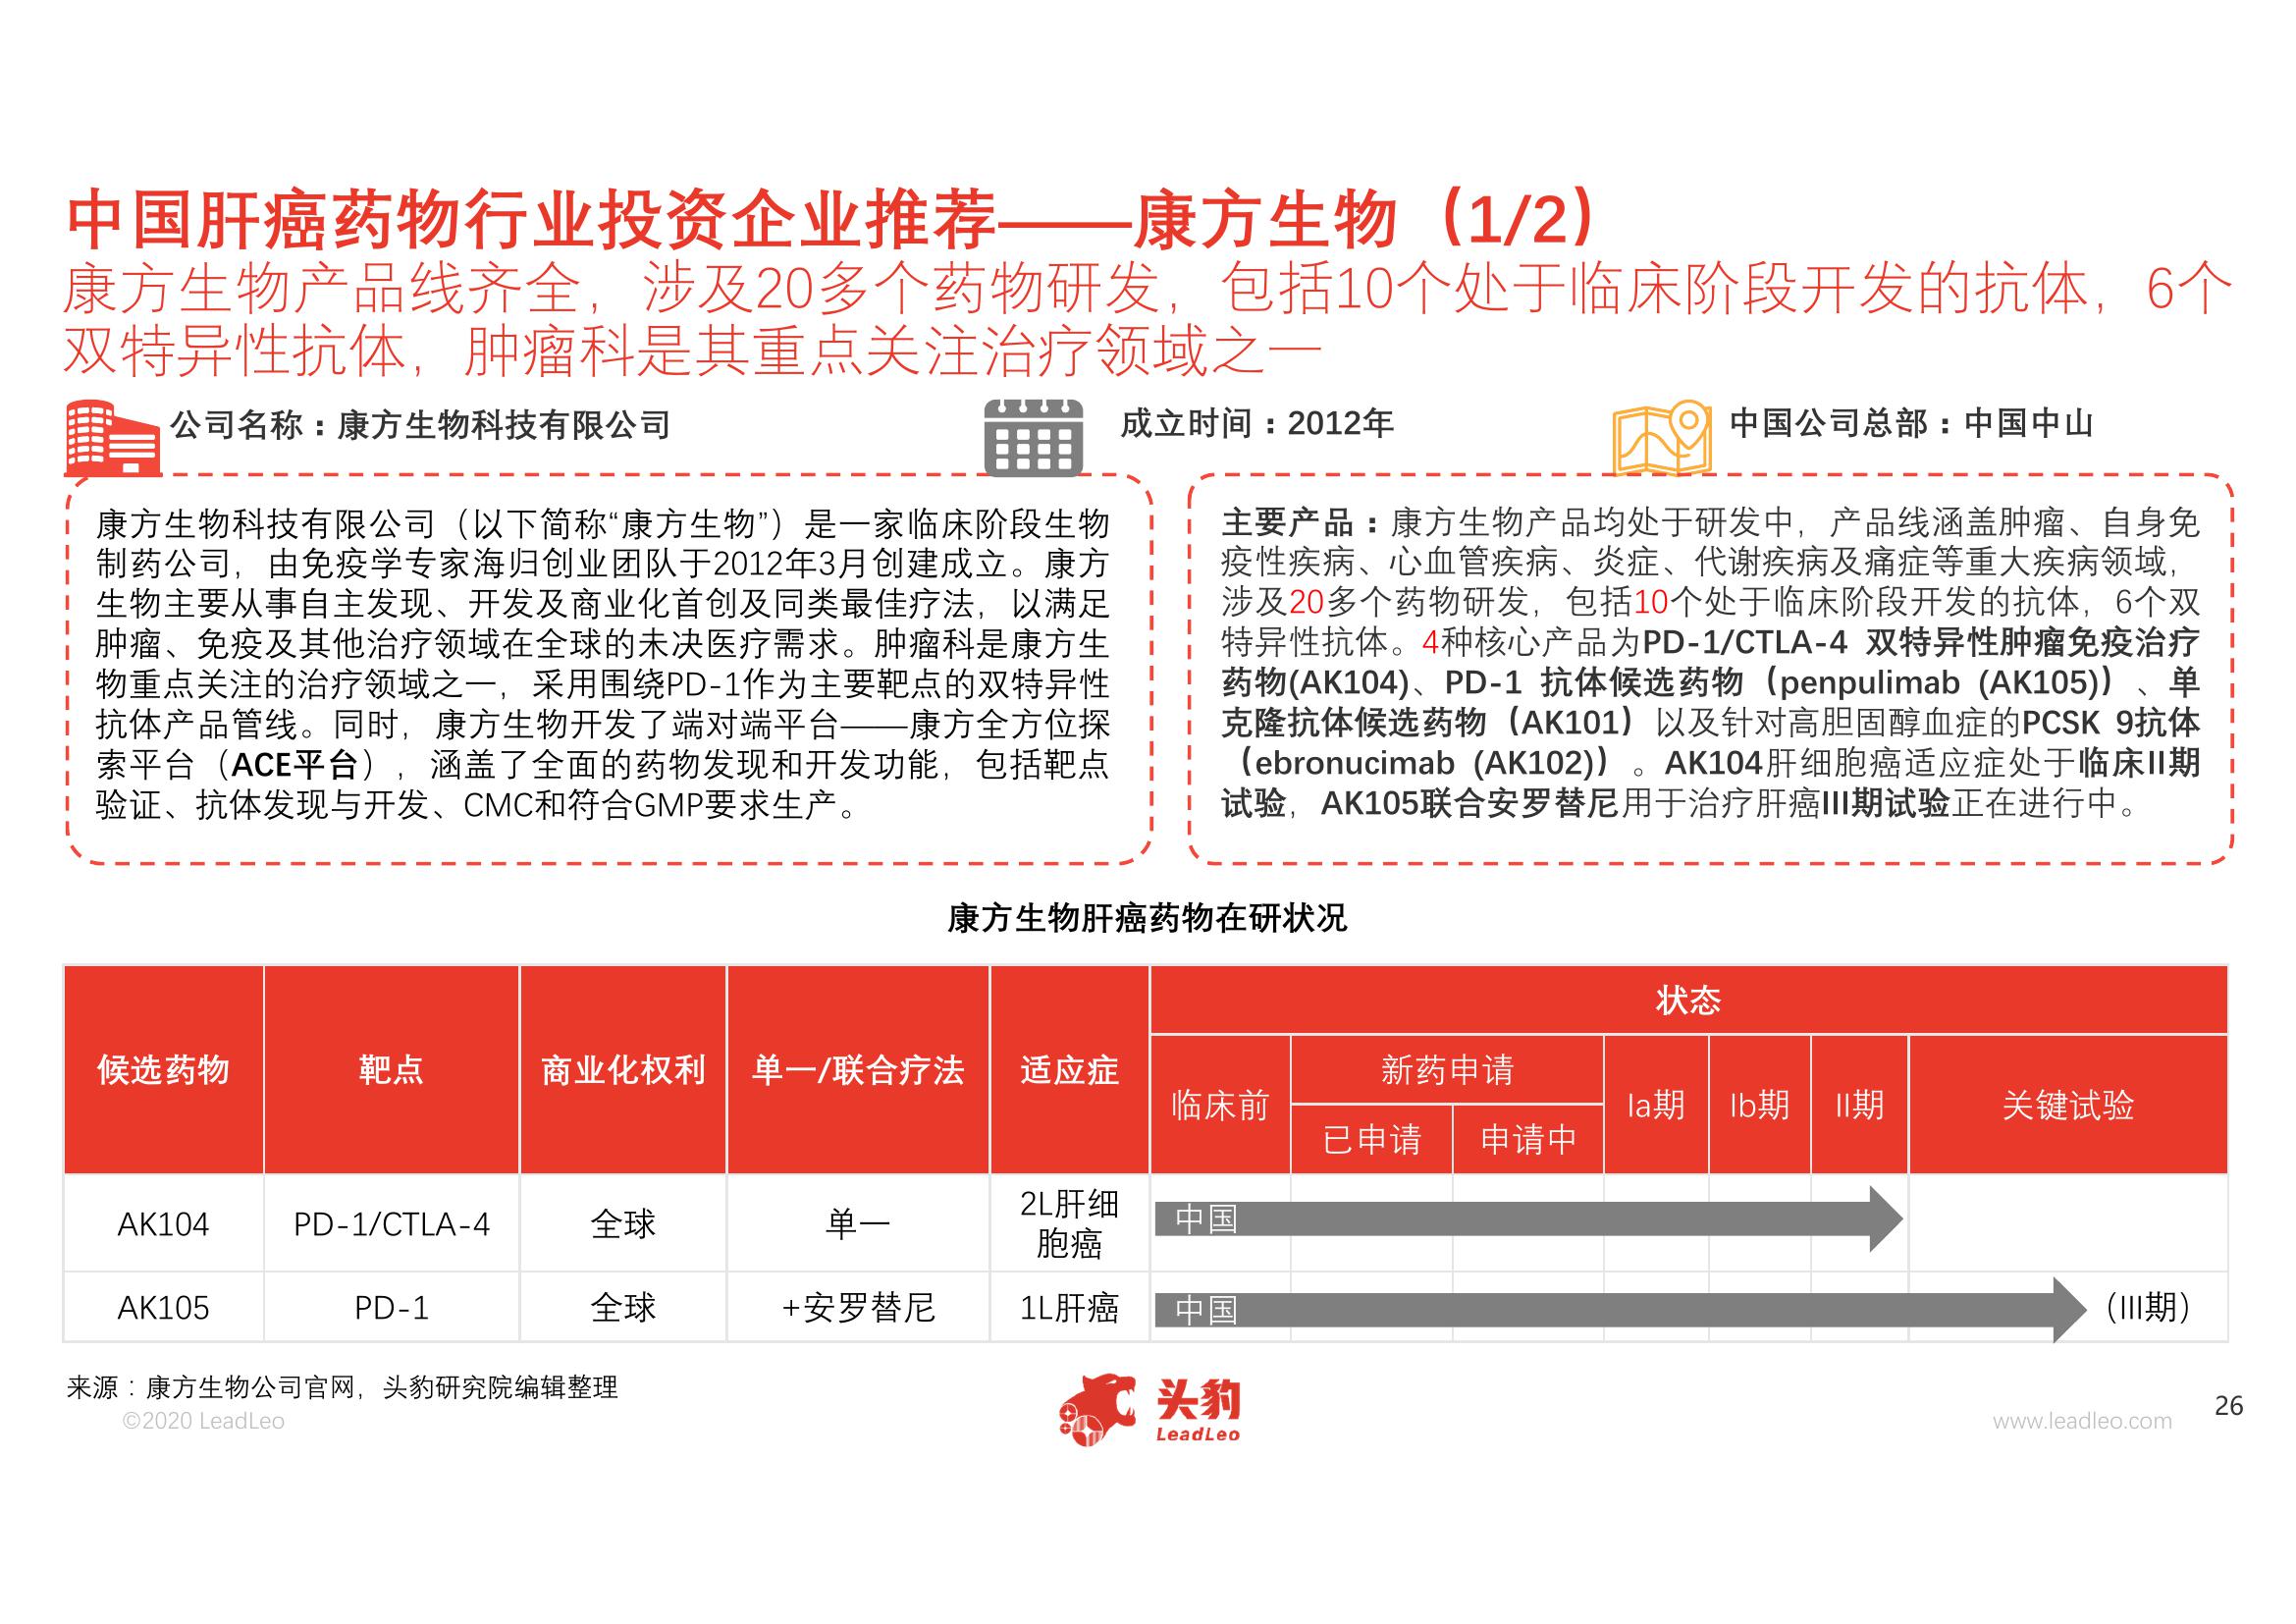 中国肝癌药物行业投资企业推荐——康方生物（1/2）
康方生物产品线齐全，涉及20多个药物研发，包括10个处于临床阶段开发的抗体，6个
双特异性抗体，肿瘤科是其重点关注治疗领域之一
公司名称：康方生物科技有限公司
成立时间：2012年
中国公司总部：中国中山
康方生物科技有限公司（以下简称“康方生物”）是一家临床阶段生物
制药公司，由免疫学专家海归创业团队于2012年3月创建成立。康方
生物主要从事自主发现、开发及商业化首创及同类最佳疗法，以满足
肿瘤、免疫及其他治疗领域在全球的未决医疗需求。肿瘤科是康方生
物重点关注的治疗领域之一，采用围绕PD-1作为主要靶点的双特异性
抗体产品管线。同时，康方生物开发了端对端平台——康方全方位探
索平台（ACE平台），涵盖了全面的药物发现和开发功能，包括靶点
验证、抗体发现与开发、CMC和符合GMP要求生产。
主要产品：康方生物产品均处于研发中，产品线涵盖肿瘤、自身免
疫性疾病、心血管疾病、炎症、代谢疾病及痛症等重大疾病领域，
涉及20多个药物研发，包括10个处于临床阶段开发的抗体，6个双
特异性抗体。4种核心产品为PD-1/CTLA-4 双特异性肿瘤免疫治疗
药物(AK104)、PD-1 抗体候选药物（penpulimab (AK105)）、单
克隆抗体候选药物（AK101）以及针对高胆固醇血症的PCSK 9抗体
（ebronucimab (AK102)）。AK104肝细胞癌适应症处于临床II期
试验，AK105联合安罗替尼用于治疗肝癌III期试验正在进行中。
康方生物肝癌药物在研状况
候选药物 靶点 商业化权利 单一/联合疗法 适应症 状态
临床前 新药申请 Ia期 Ib期 II期 关键试验
已申请 申请中
AK104 PD-1/CTLA-4 全球 单一 2L肝细
胞癌 中国
AK105 PD-1 全球 +安罗替尼 1L肝癌 中国 （III期）
来源：康方生物公司官网，头豹研究院编辑整理
©2020 LeadLeo
头豹
LeadLeo
www.leadleo.com
26